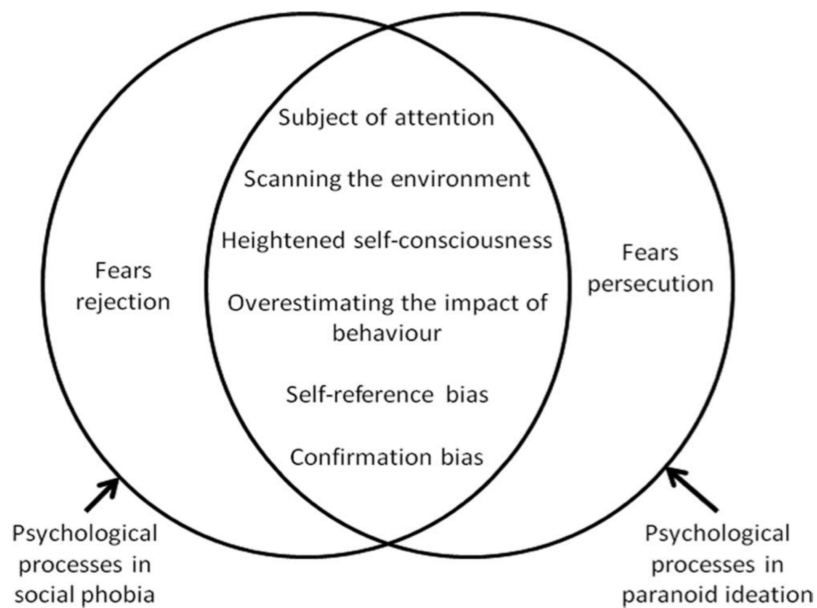 Subject of attention
Scanning the environment
Heightened self-consciousness
Fears
rejection
Overestimating the impact of
behaviour
Fears
persecution
Self-reference bias
Confirmation bias
Psychological
processes in
social phobia
Psychological
processes in
paranoid ideation